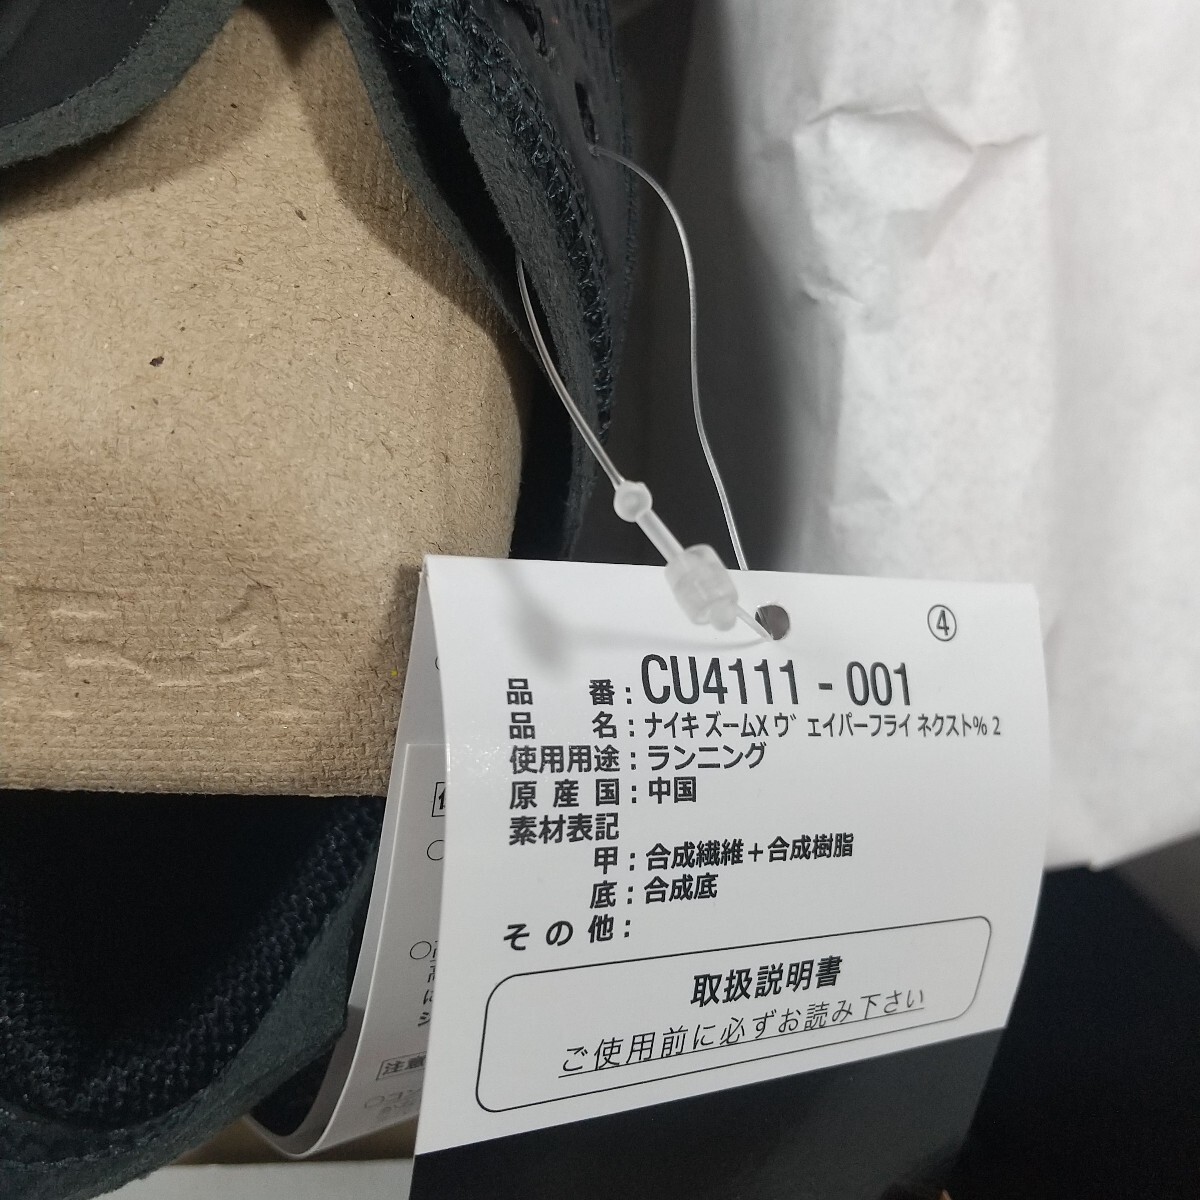 ④
品番:CU4111-001
品名:ナイキ ズームX ヴェイパーフライ ネクスト% 2
使用用途:ランニング
原産国:中国
素材表記
甲:合成繊維+合成樹脂
底:合成底
その他:
取扱説明書
ご使用前に必ずお読み下さい
注意